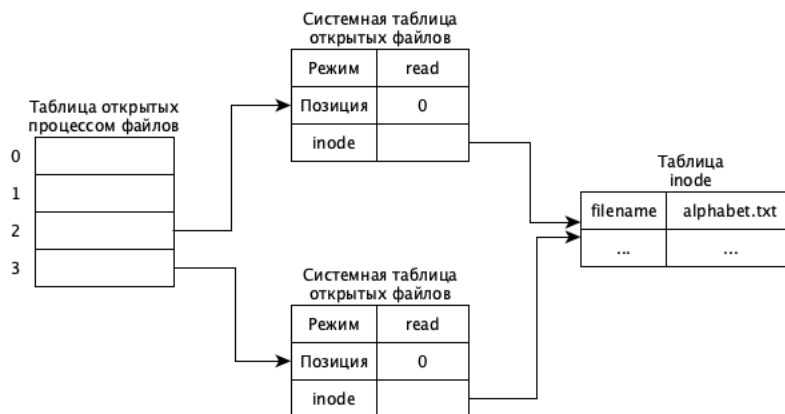 Системная таблица
открытых файлов
Режим read
Позиция 0
inode
Таблица открытых
процессом файлов
0
1
2
3
Таблица
inode
filename alphabet.txt
... ...
Системная таблица
открытых файлов
Режим read
Позиция 0
inode